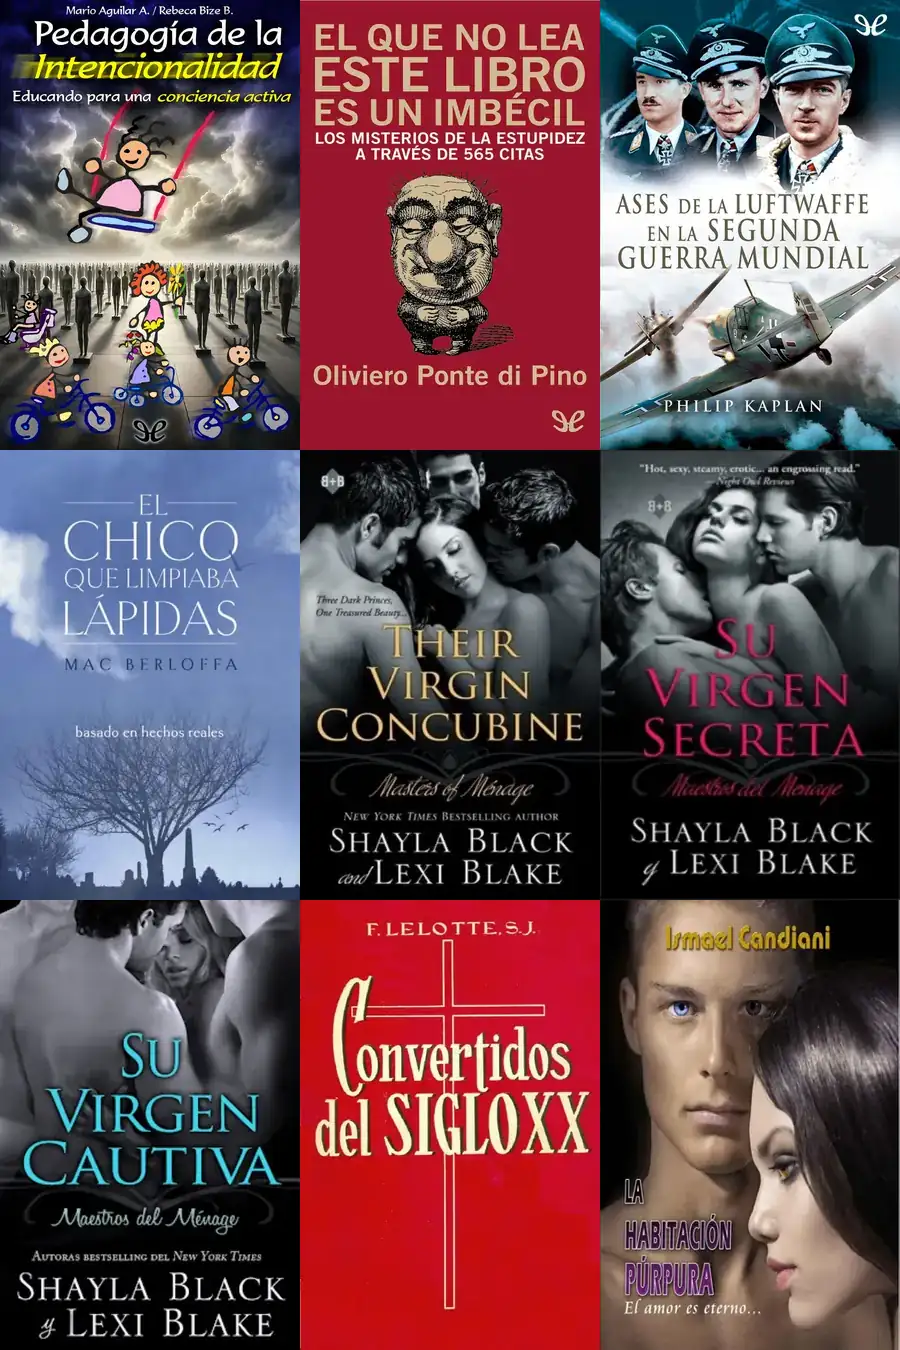 Mario Aguilar A. / Rebeca Bize B.
Pedagogía de la
Intencionalidad
Educando para una conciencia activa
EL QUE NO LEA
ESTE LIBRO
ES UN IMBÉCIL
LOS MISTERIOS DE LA ESTUPIDEZ
A TRAVÉS DE 565 CITAS
Oliviero Ponte di Pino
ASES DE LA LUFTWAFFE
EN LA SEGUNDA
GUERRA MUNDIAL
PHILIP KAPLAN
EL
CHICO
QUE LIMPIABA
LÁPIDAS
MAC BERLOFFA
basado en hechos reales
B+B
Three Dark Princes,
One Treasured Beauty...
THEIR
VIRGIN
CONCUBINE
Masters of Ménage
NEW YORK TIMES BESTSELLING AUTHOR
SHAYLA BLACK
and LEXI BLAKE
"Hot, sexy, steamy, erotic... an engrossing read."
—Night Owl Reviews
B+B
SU
VIRGEN
SECRETA
Maestros del Menage
SHAYLA BLACK
y LEXI BLAKE
SU
VIRGEN
CAUTIVA
Maestros del Ménage
AUTORAS BESTSELLING DEL NEW YORK TIMES
SHAYLA BLACK
y LEXI BLAKE
F. LELOTTE, S.J.
Convertidos
del SIGLO XX
Ismael Candiani
LA
HABITACIÓN
PÚRPURA
El amor es eterno...